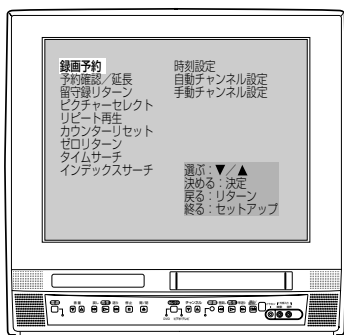 録画予約
予約確認/延長
留守録リターン
ピクチャーセレクト
リピート再生
カウンターリセット
ゼロリターン
タイムサーチ
インデックスサーチ
時刻設定
自動チャンネル設定
手動チャンネル設定
選ぶ:▼/▲
決める:決定
戻る:リターン
終る:セットアップ
チャンネル